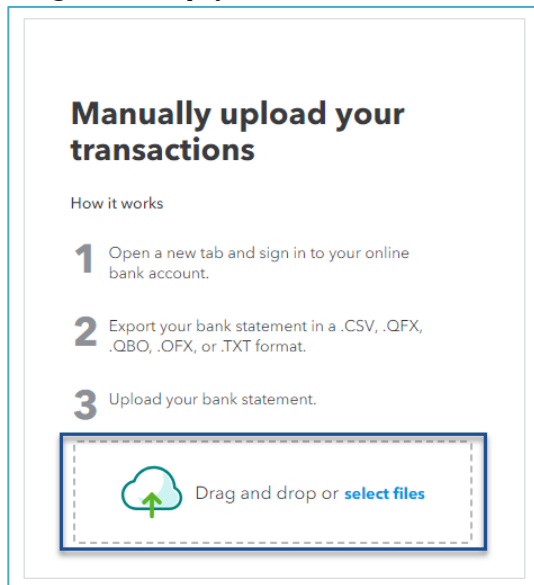 Manually upload your
transactions
How it works
1 Open a new tab and sign in to your online
bank account.
2 Export your bank statement in a .CSV, .QFX,
.QBO, .OFX, or .TXT format.
3 Upload your bank statement.
Drag and drop or select files